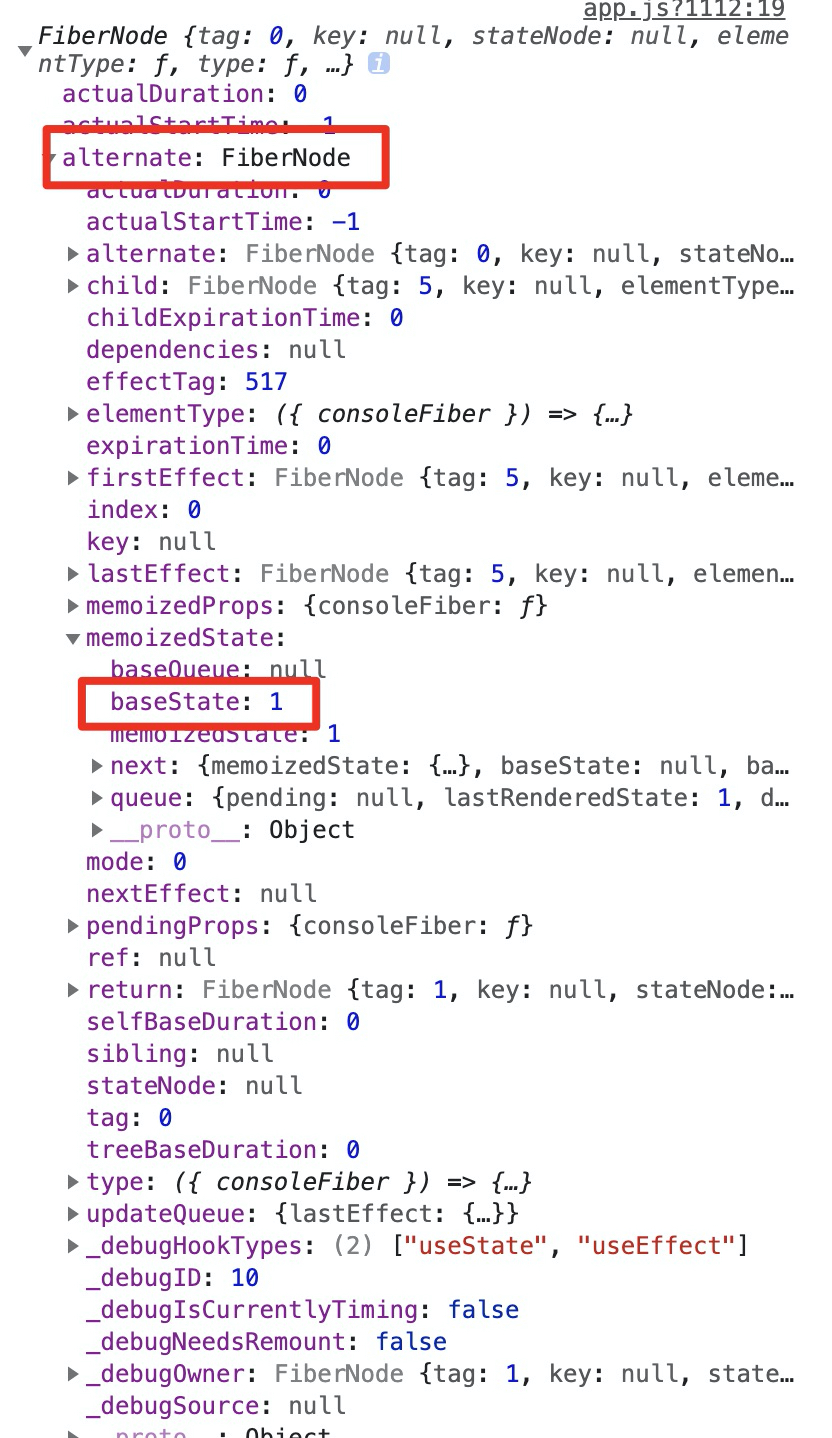 app.js?1112:19
FiberNode {tag: 0, key: null, stateNode: null, eleme
ntType: ƒ, type: ƒ, …} i
actualDuration: 0
actualStartTime: -1
alternate: FiberNode
actualDuration: 0
actualStartTime: -1
alternate: FiberNode {tag: 0, key: null, stateNo…
child: FiberNode {tag: 5, key: null, elementType…
childExpirationTime: 0
dependencies: null
effectTag: 517
elementType: ({ consoleFiber }) => {…}
expirationTime: 0
firstEffect: FiberNode {tag: 5, key: null, eleme…
index: 0
key: null
lastEffect: FiberNode {tag: 5, key: null, elemen…
memoizedProps: {consoleFiber: ƒ}
memoizedState:
baseQueue: null
baseState: 1
memoizedState: 1
next: {memoizedState: {…}, baseState: null, ba…
queue: {pending: null, lastRenderedState: 1, d…
__proto__: Object
mode: 0
nextEffect: null
pendingProps: {consoleFiber: ƒ}
ref: null
return: FiberNode {tag: 1, key: null, stateNode:…
selfBaseDuration: 0
sibling: null
stateNode: null
tag: 0
treeBaseDuration: 0
type: ({ consoleFiber }) => {…}
updateQueue: {lastEffect: {…}}
_debugHookTypes: (2) ["useState", "useEffect"]
_debugID: 10
_debugIsCurrentlyTiming: false
_debugNeedsRemount: false
_debugOwner: FiberNode {tag: 1, key: null, state…
_debugSource: null
__proto__: Object